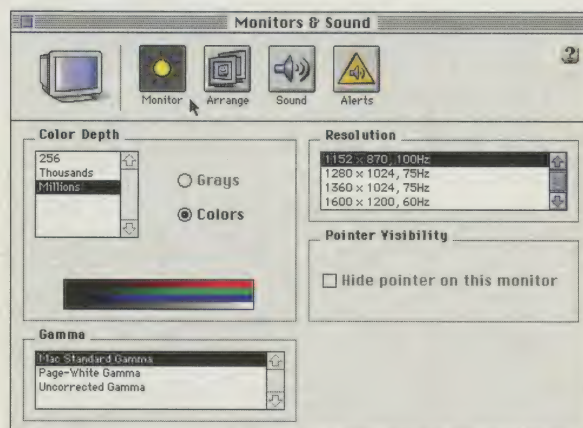 Monitors & Sound
Monitor
Arrange
Sound
Alerts
Color Depth
256
Thousands
Millions
Grays
Colors
Resolution
1152 × 870, 100Hz
1280 × 1024, 75Hz
1360 × 1024, 75Hz
1600 × 1200, 60Hz
Pointer Visibility
Hide pointer on this monitor
Gamma
Mac Standard Gamma
Page-White Gamma
Uncorrected Gamma